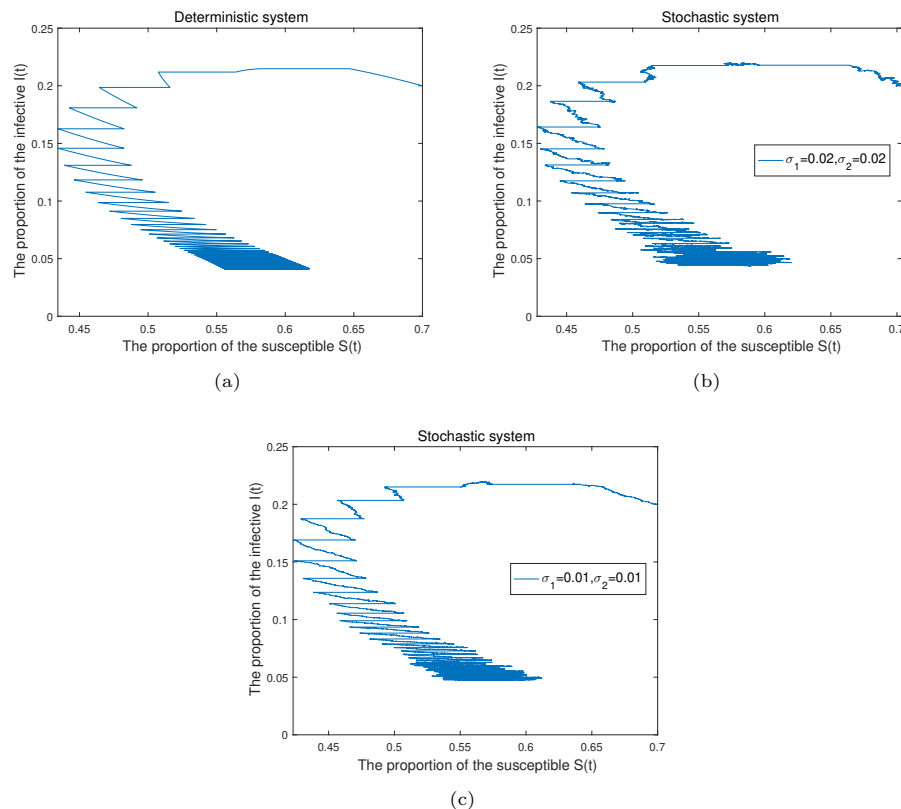 Deterministic system
The proportion of the infective I(t)
0.25
0.2
0.15
0.1
0.05
0
0.45 0.5 0.55 0.6 0.65 0.7
The proportion of the susceptible S(t)
(a)
Stochastic system
The proportion of the infective I(t)
0.25
0.2
0.15
0.1
0.05
0
σ1=0.02,σ2=0.02
0.45 0.5 0.55 0.6 0.65 0.7
The proportion of the susceptible S(t)
(b)
Stochastic system
The proportion of the infective I(t)
0.25
0.2
0.15
0.1
0.05
0
σ1=0.01,σ2=0.01
0.45 0.5 0.55 0.6 0.65 0.7
The proportion of the susceptible S(t)
(c)